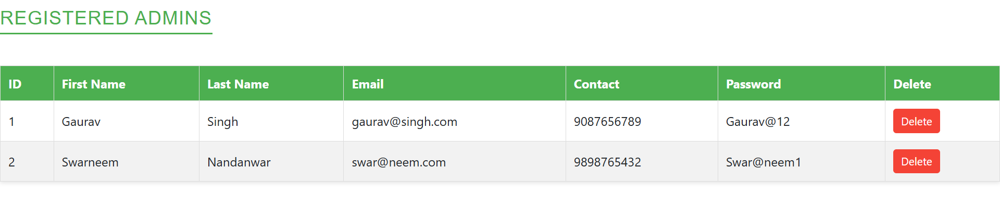 REGISTERED ADMINS
ID First Name Last Name Email Contact Password Delete
1 Gaurav Singh gaurav@singh.com 9087656789 Gaurav@12 Delete
2 Swarneem Nandanwar swar@neem.com 9898765432 Swar@neem1 Delete